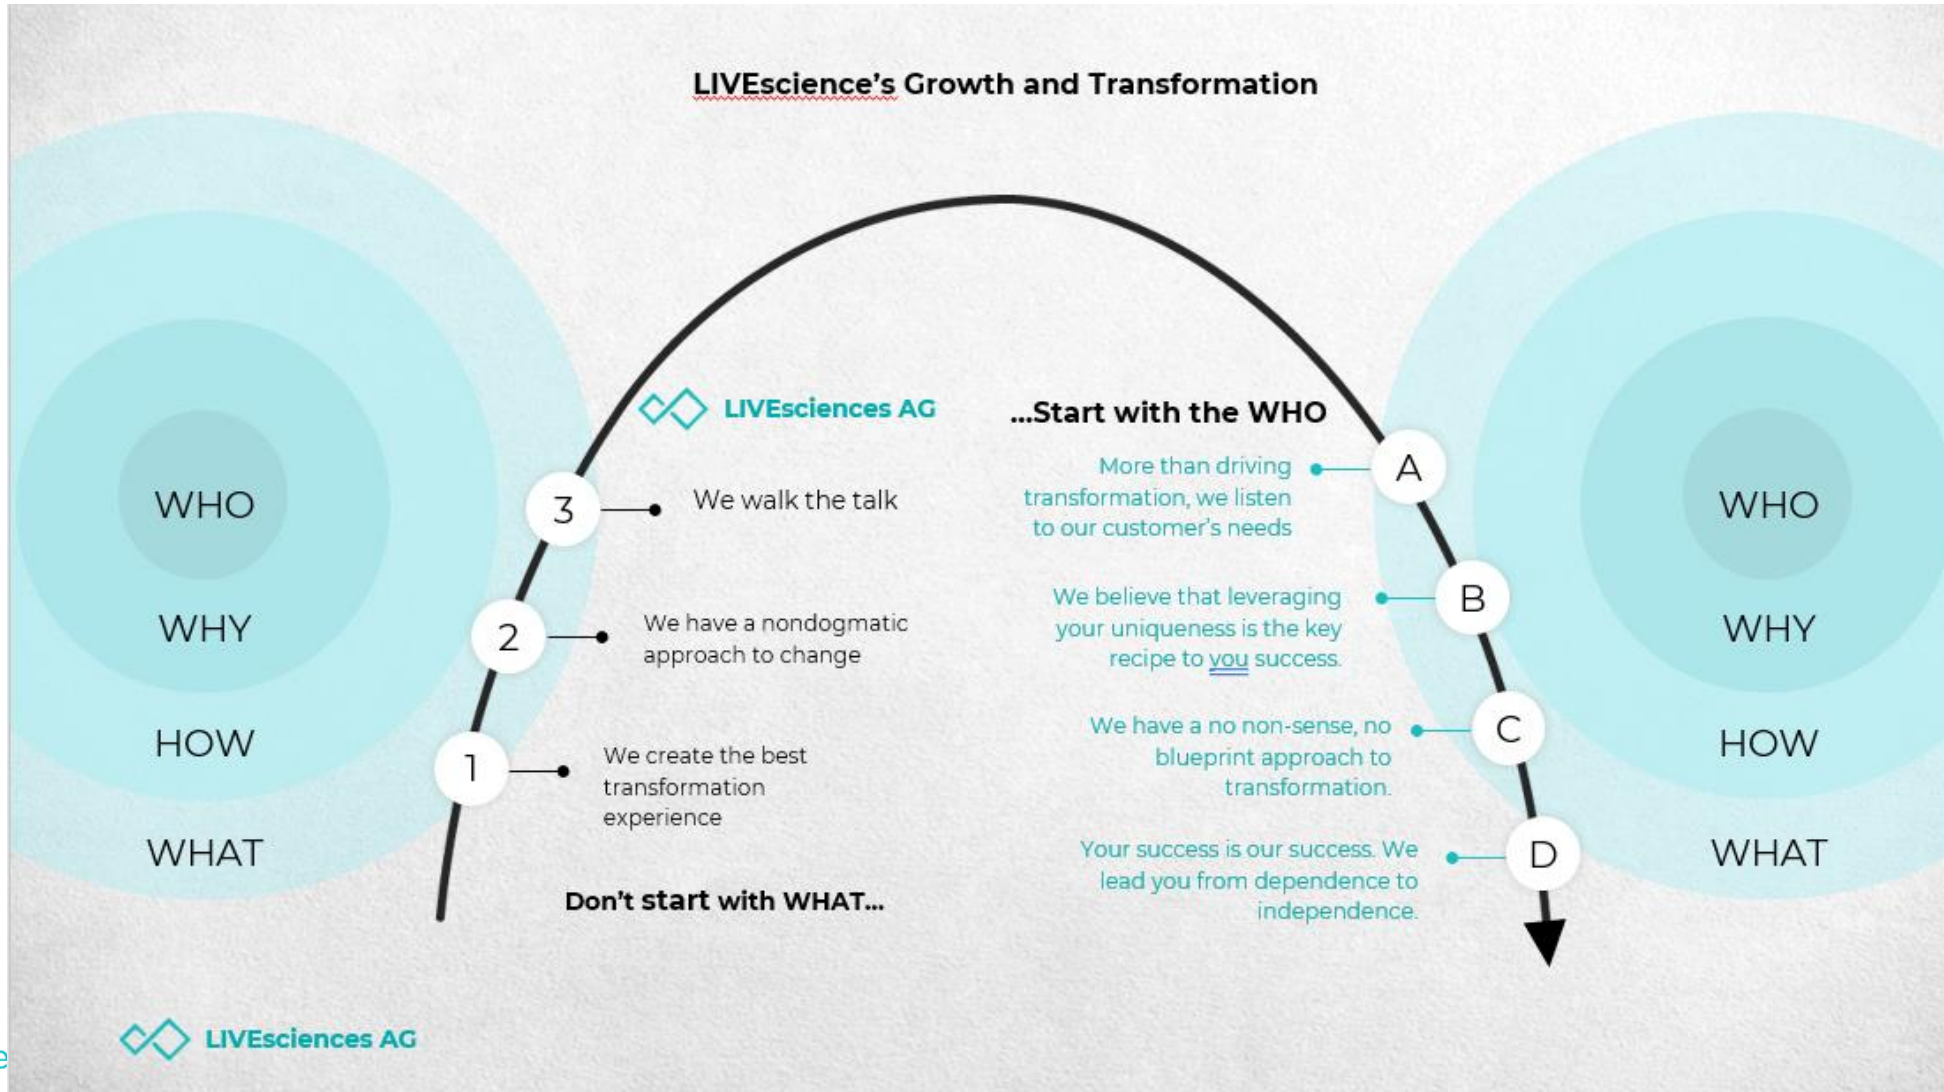 LIVEscience’s Growth and Transformation
WHO
WHY
HOW
WHAT
LIVEsciences AG
3
We walk the talk
2
We have a nondogmatic
approach to change
1
We create the best
transformation
experience
Don’t start with WHAT...
...Start with the WHO
A
More than driving
transformation, we listen
to our customer’s needs
B
We believe that leveraging
your uniqueness is the key
recipe to you success.
C
We have a no non-sense, no
blueprint approach to
transformation.
D
Your success is our success. We
lead you from dependence to
independence.
WHO
WHY
HOW
WHAT
LIVEsciences AG
e